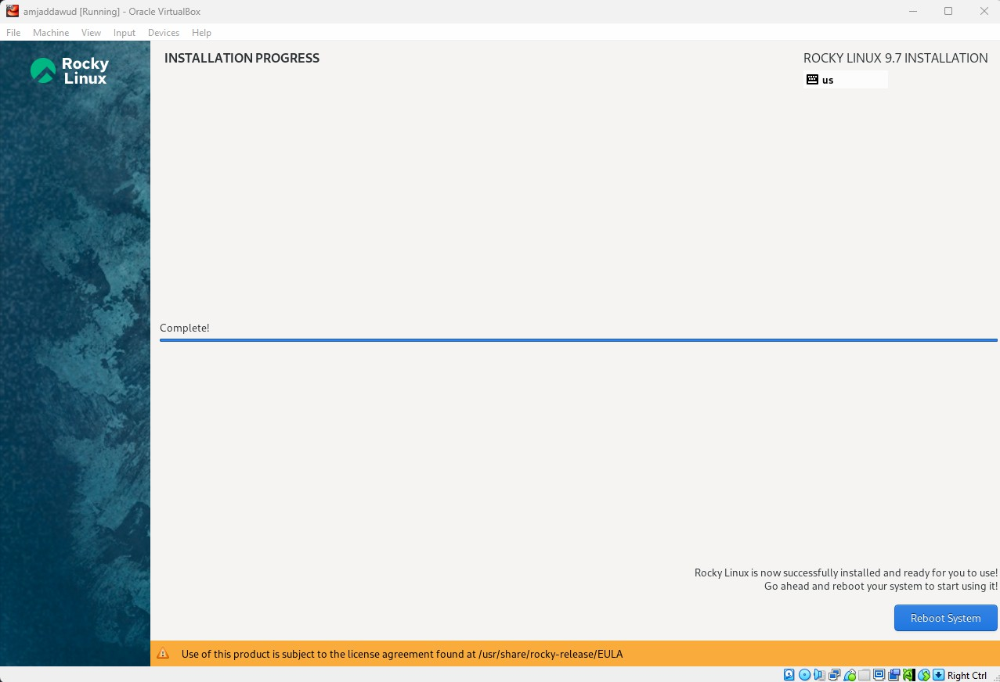 amjaddawud [Running] - Oracle VirtualBox
File Machine View Input Devices Help
Rocky
Linux
INSTALLATION PROGRESS
ROCKY LINUX 9.7 INSTALLATION
us
Complete!
Rocky Linux is now successfully installed and ready for you to use!
Go ahead and reboot your system to start using it!
Reboot System
Use of this product is subject to the license agreement found at /usr/share/rocky-release/EULA
Right Ctrl